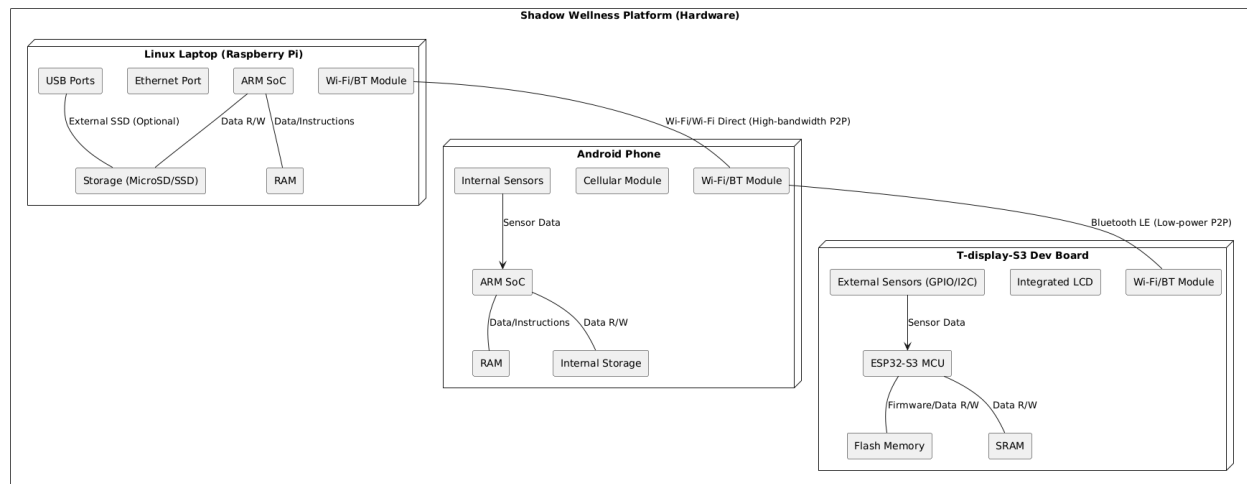 Shadow Wellness Platform (Hardware)
Linux Laptop (Raspberry Pi)
USB Ports
Ethernet Port
ARM SoC
Wi-Fi/BT Module
External SSD (Optional)
Data R/W
Data/Instructions
Storage (MicroSD/SSD)
RAM
Wi-Fi/Wi-Fi Direct (High-bandwidth P2P)
Android Phone
Internal Sensors
Cellular Module
Wi-Fi/BT Module
Sensor Data
ARM SoC
Data/Instructions
Data R/W
RAM
Internal Storage
Bluetooth LE (Low-power P2P)
T-display-S3 Dev Board
External Sensors (GPIO/I2C)
Integrated LCD
Wi-Fi/BT Module
Sensor Data
ESP32-S3 MCU
Firmware/Data R/W
Data R/W
Flash Memory
SRAM